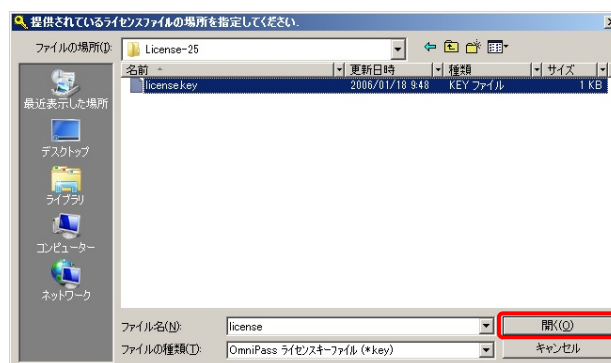 提供されているライセンスファイルの場所を指定してください.
ファイルの場所(I): License-25
名前 更新日時 種類 サイズ
license.key 2006/01/18 9:48 KEY ファイル 1 KB
最近表示した場所
デスクトップ
ライブラリ
コンピューター
ネットワーク
ファイル名(N): license 開く(O)
ファイルの種類(T): OmniPass ライセンスキーファイル (*.key) キャンセル